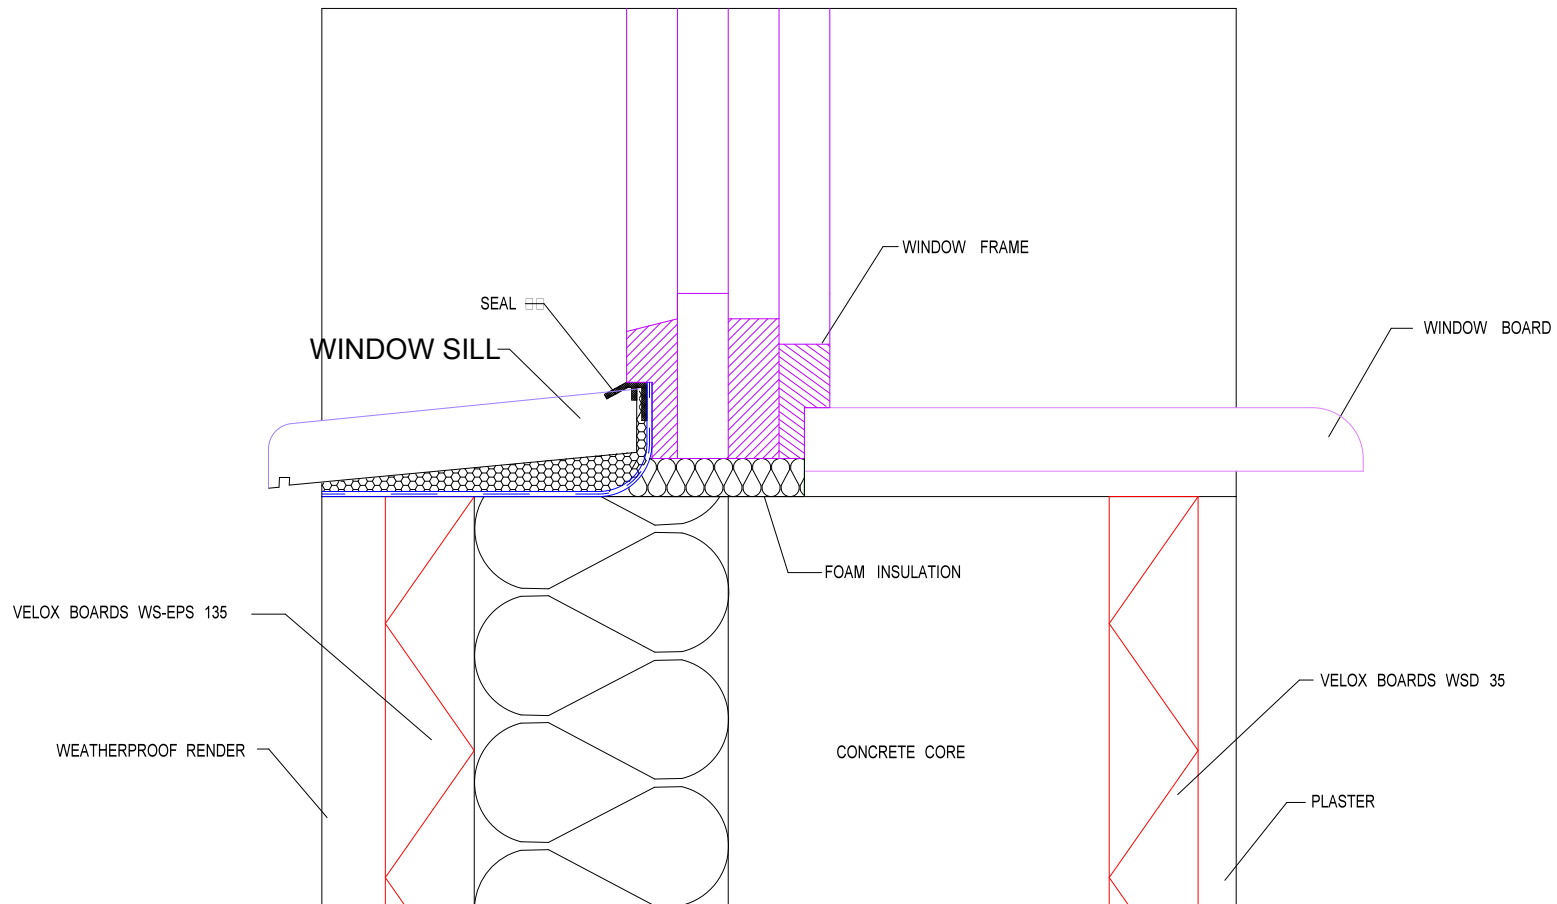 WINDOW FRAME
SEAL
WINDOW BOARD
WINDOW SILL
FOAM INSULATION
VELOX BOARDS WS-EPS 135
VELOX BOARDS WSD 35
WEATHERPROOF RENDER
CONCRETE CORE
PLASTER